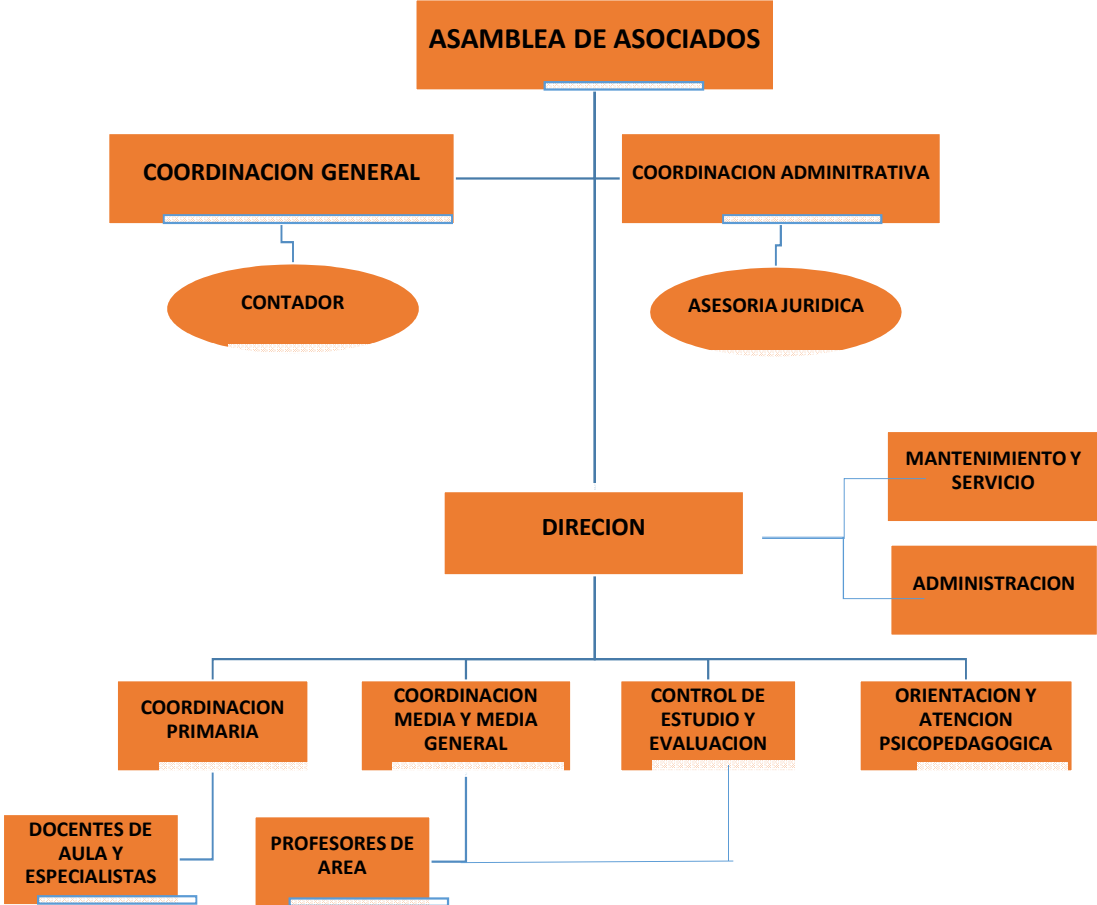 ASAMBLEA DE ASOCIADOS
COORDINACION GENERAL
COORDINACION ADMINITRATIVA
CONTADOR
ASESORIA JURIDICA
MANTENIMIENTO Y
SERVICIO
DIRECION
ADMINISTRACION
COORDINACION
PRIMARIA
COORDINACION
MEDIA Y MEDIA
GENERAL
CONTROL DE
ESTUDIO Y
EVALUACION
ORIENTACION Y
ATENCION
PSICOPEDAGOGICA
DOCENTES DE
AULA Y
ESPECIALISTAS
PROFESORES DE
AREA